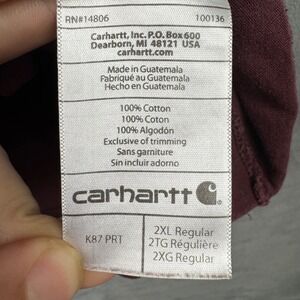 RN#14806 100136
Carhartt, Inc. P.O. Box 600
Dearborn, MI 48121 USA
carhartt.com
Made in Guatemala
Fabriqué au Guatemala
Hecho en Guatemala
100% Cotton
100% Coton
100% Algodón
Exclusive of trimming
Sans garniture
Sin incluir adorno
carhartt
K87 PRT
2XL Regular
2TG Régulière
2XG Regular